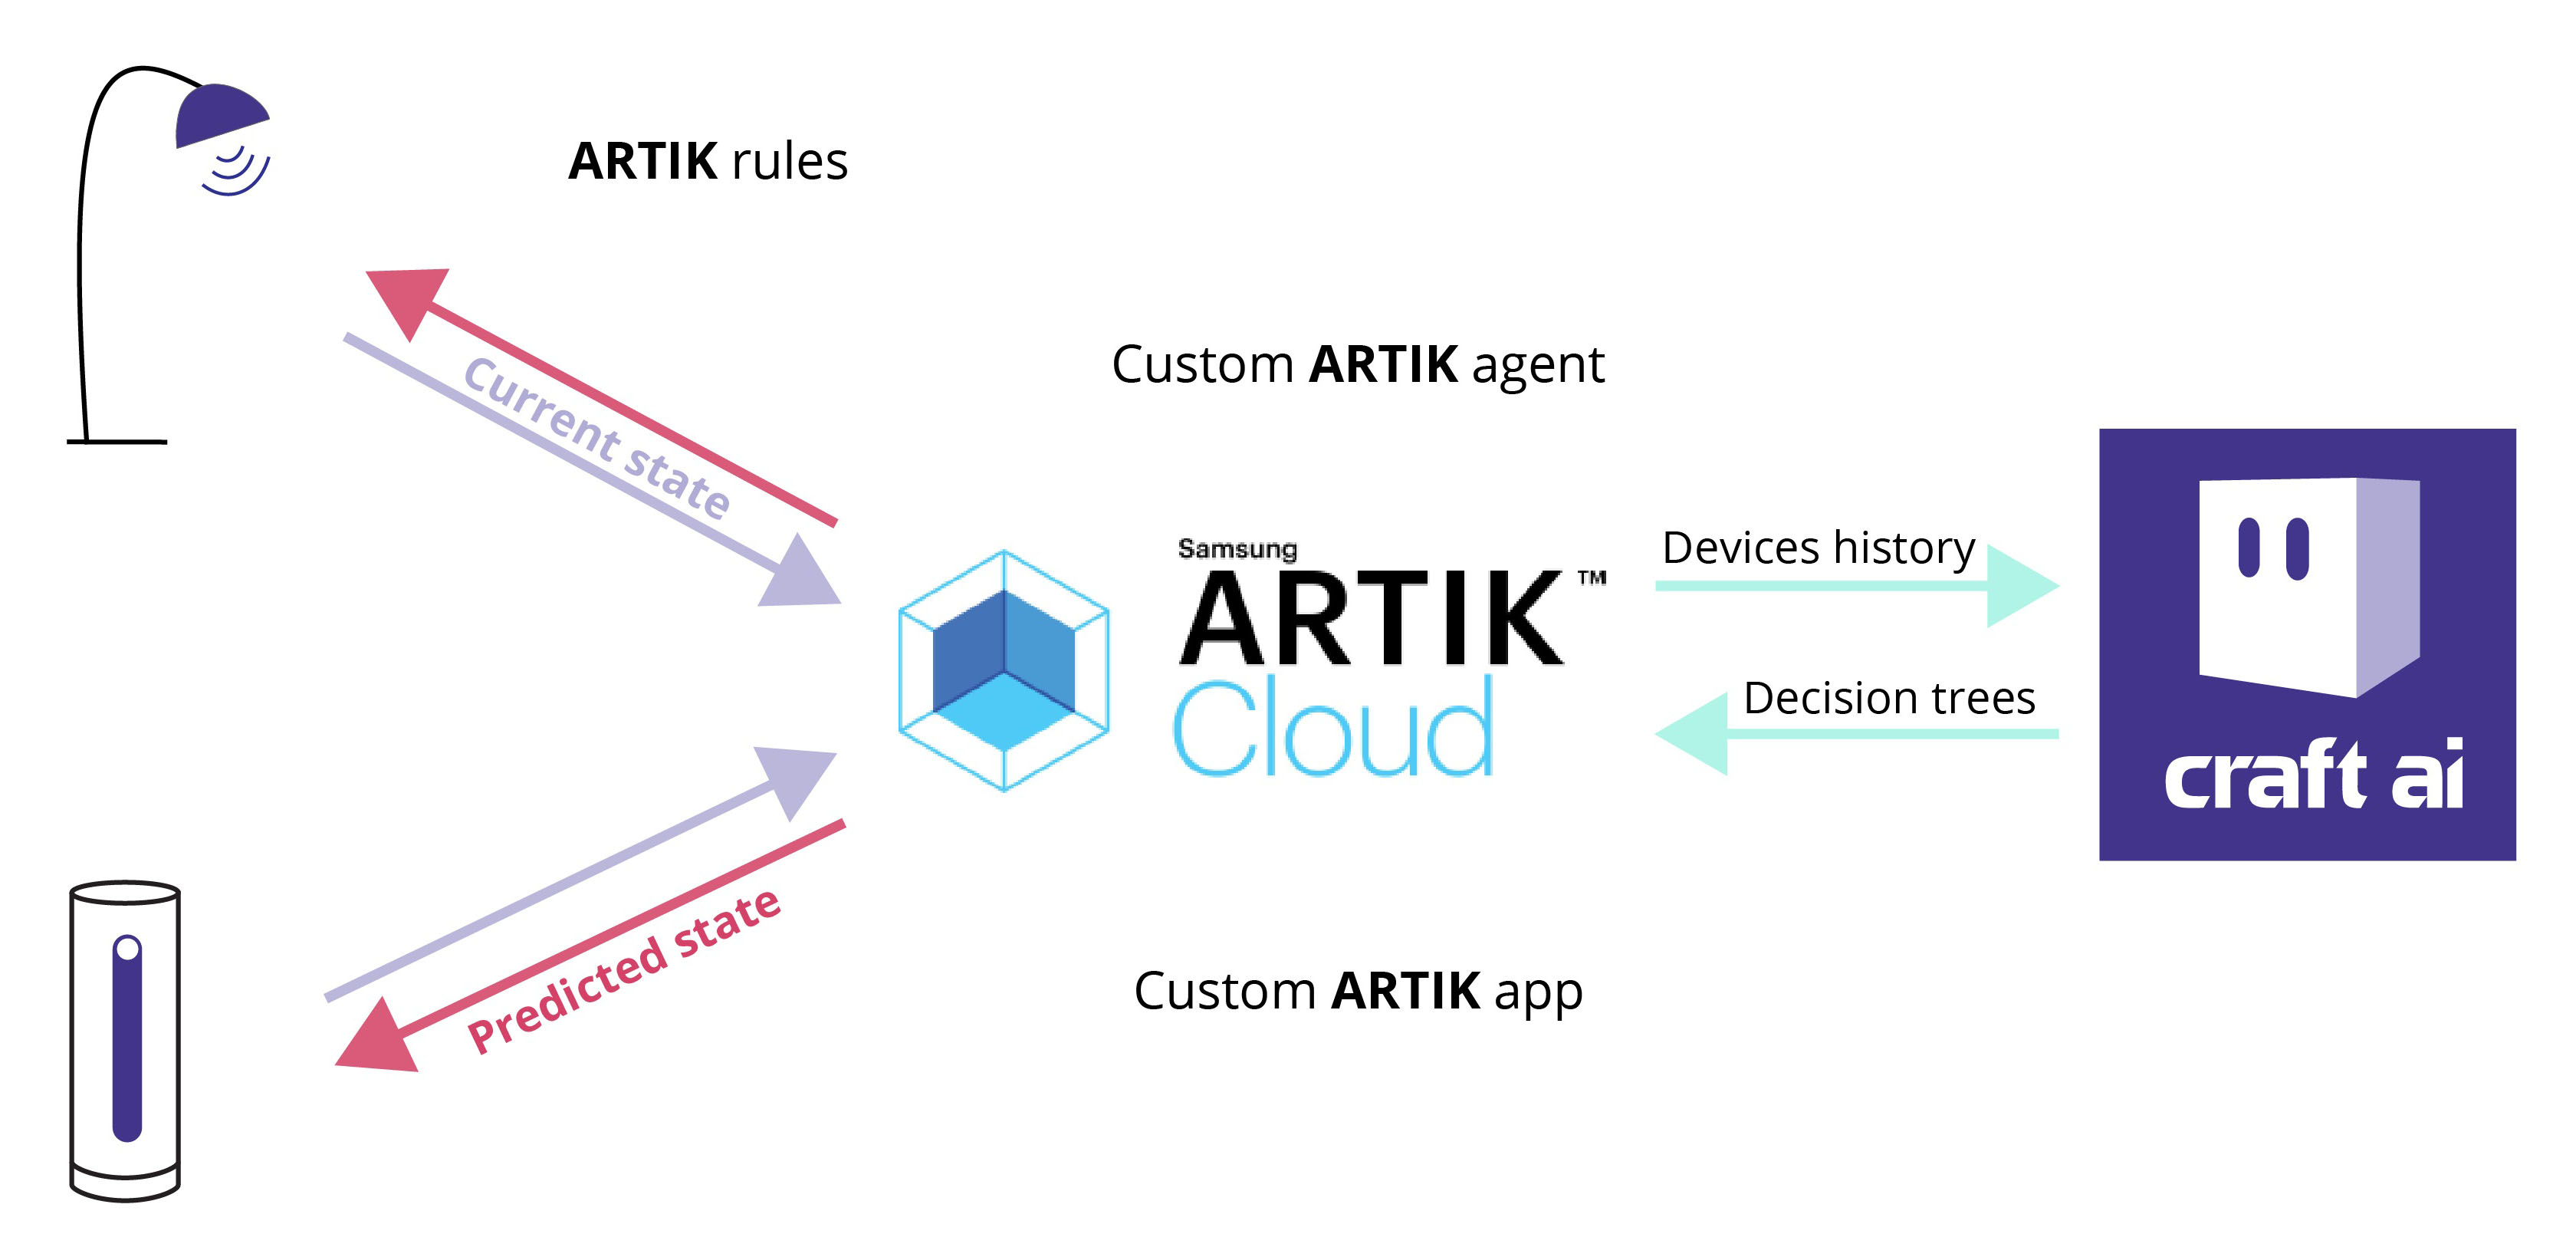 ARTIK rules
Current state
Custom ARTIK agent
Samsung
ARTIK™
Cloud
Devices history
Decision trees
craft ai
Predicted state
Custom ARTIK app